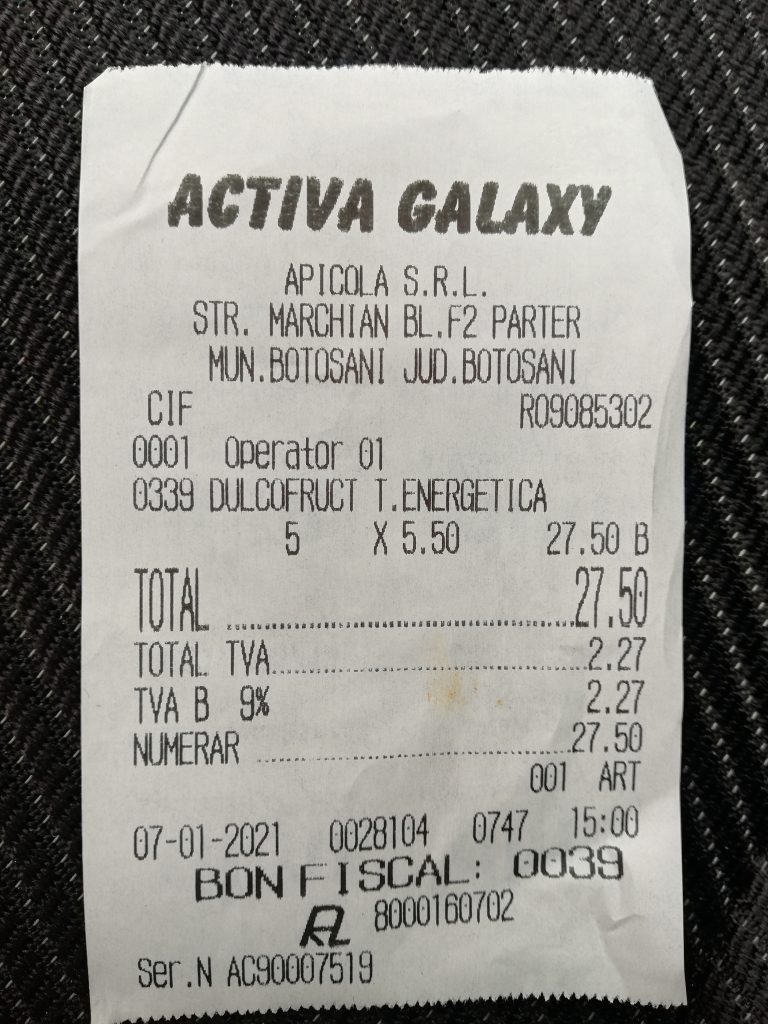 ACTIVA GALAXY
APICOLA S.R.L.
STR. MARCHIAN BL.F2 PARTER
MUN.BOTOSANI JUD.BOTOSANI
CIF RO9085302
0001 Operator 01
0339 DULCOFRUCT T.ENERGETICA
5 X 5.50 27.50 B
TOTAL ........................ 27.50
TOTAL TVA........................ 2.27
TVA B 9% 2.27
NUMERAR ........................ 27.50
001 ART
07-01-2021 0028104 0747 15:00
BON FISCAL: 0039
8000160702
Ser.N AC90007519